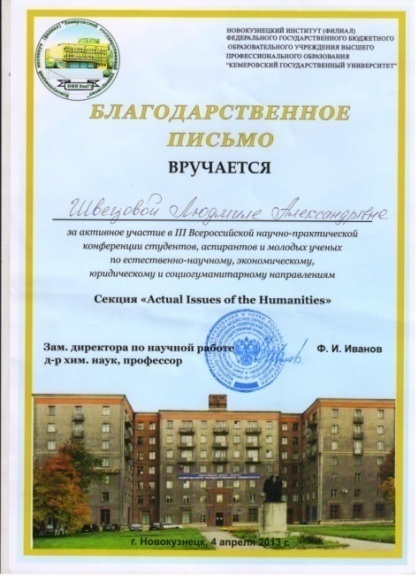 НОВОКУЗНЕЦКИЙ ИНСТИТУТ (ФИЛИАЛ)
ФЕДЕРАЛЬНОГО ГОСУДАРСТВЕННОГО БЮДЖЕТНОГО
ОБРАЗОВАТЕЛЬНОГО УЧРЕЖДЕНИЯ ВЫСШЕГО
ПРОФЕССИОНАЛЬНОГО ОБРАЗОВАНИЯ
"КЕМЕРОВСКИЙ ГОСУДАРСТВЕННЫЙ УНИВЕРСИТЕТ"
БЛАГОДАРСТВЕННОЕ
ПИСЬМО
ВРУЧАЕТСЯ
Швецовой Людмиле Александровне
за активное участие в III Всероссийской научно-практической
конференции студентов, аспирантов и молодых ученых
по естественно-научному, экономическому,
юридическому и социогуманитарному направлениям
Секция «Actual Issues of the Humanities»
Зам. директора по научной работе
д-р хим. наук, профессор
Ф. И. Иванов
г. Новокузнецк, 4 апреля 2013 г.